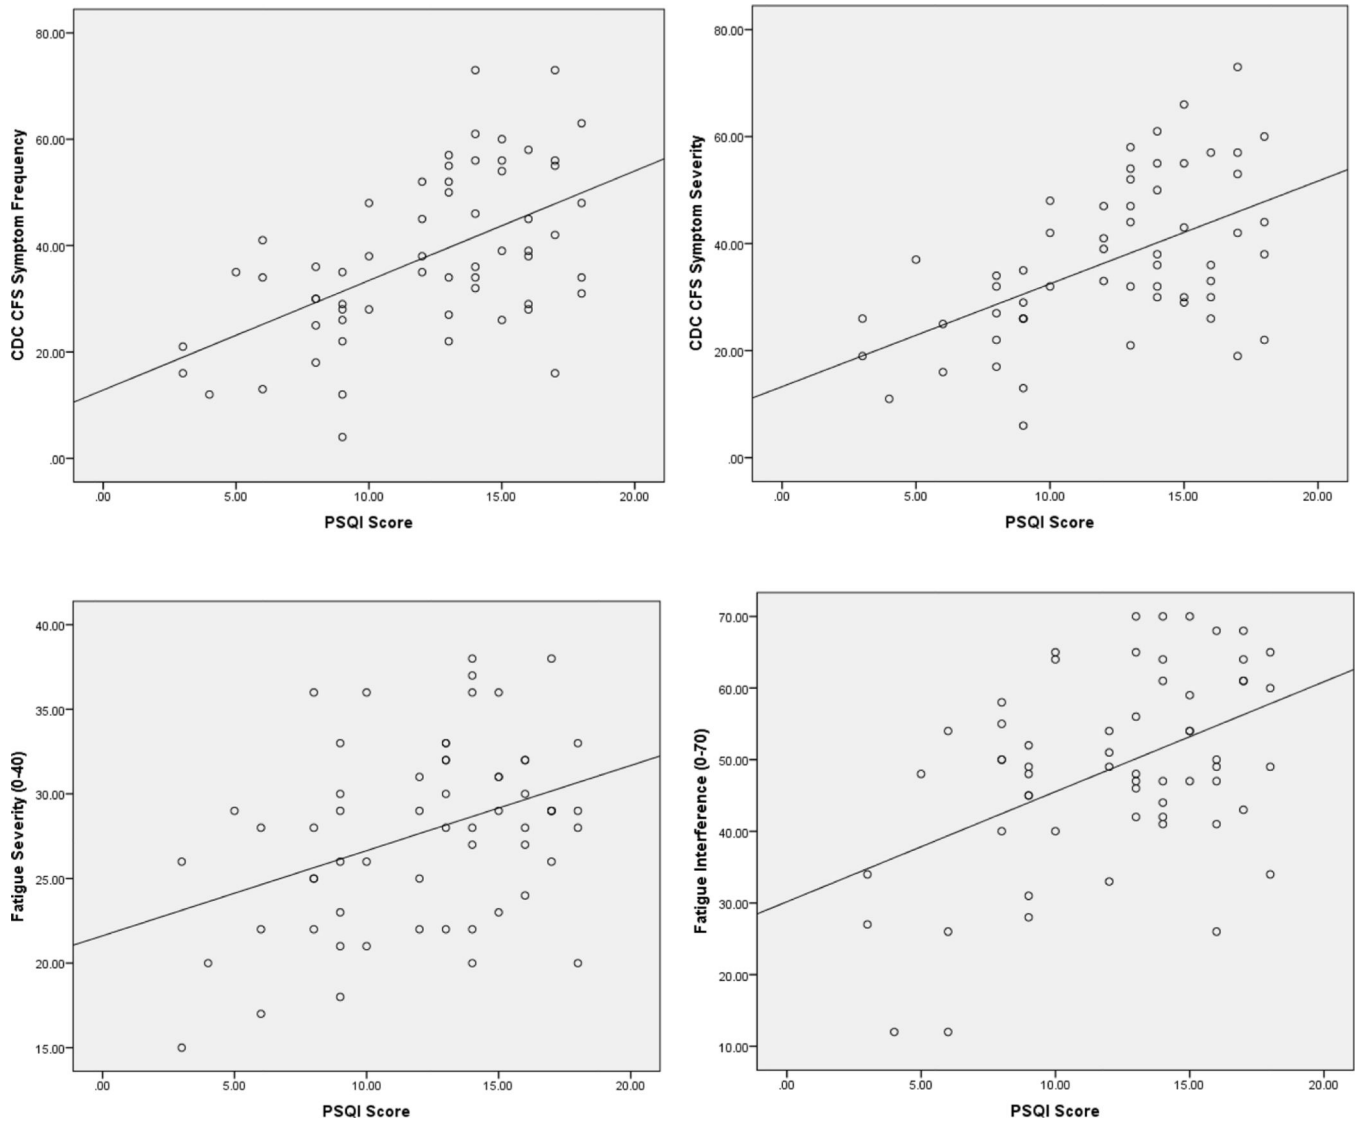 CDC CFS Symptom Frequency
80.00
60.00
40.00
20.00
.00
.00 5.00 10.00 15.00 20.00
PSQI Score
CDC CFS Symptom Severity
80.00
60.00
40.00
20.00
.00
.00 5.00 10.00 15.00 20.00
PSQI Score
Fatigue Severity (0-40)
40.00
35.00
30.00
25.00
20.00
15.00
.00 5.00 10.00 15.00 20.00
PSQI Score
Fatigue Interference (0-70)
70.00
60.00
50.00
40.00
30.00
20.00
10.00
.00 5.00 10.00 15.00 20.00
PSQI Score